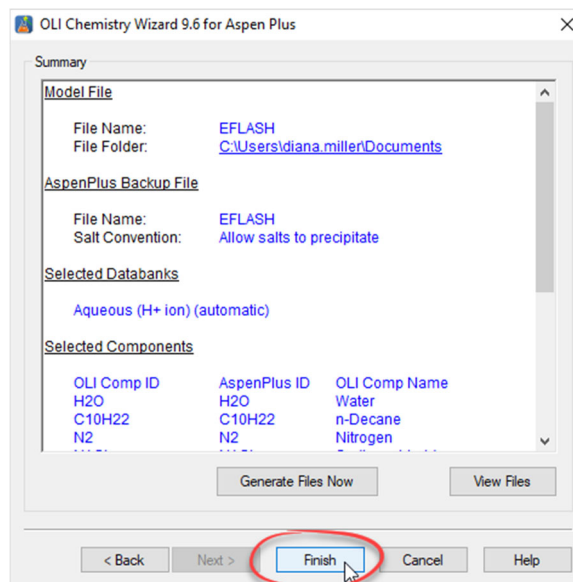 OLI Chemistry Wizard 9.6 for Aspen Plus
Summary
Model File
File Name: EFLASH
File Folder: C:\Users\diana.miller\Documents
AspenPlus Backup File
File Name: EFLASH
Salt Convention: Allow salts to precipitate
Selected Databanks
Aqueous (H+ ion) (automatic)
Selected Components
OLI Comp ID AspenPlus ID OLI Comp Name
H2O H2O Water
C10H22 C10H22 n-Decane
N2 N2 Nitrogen
Generate Files Now View Files
< Back Next > Finish Cancel Help